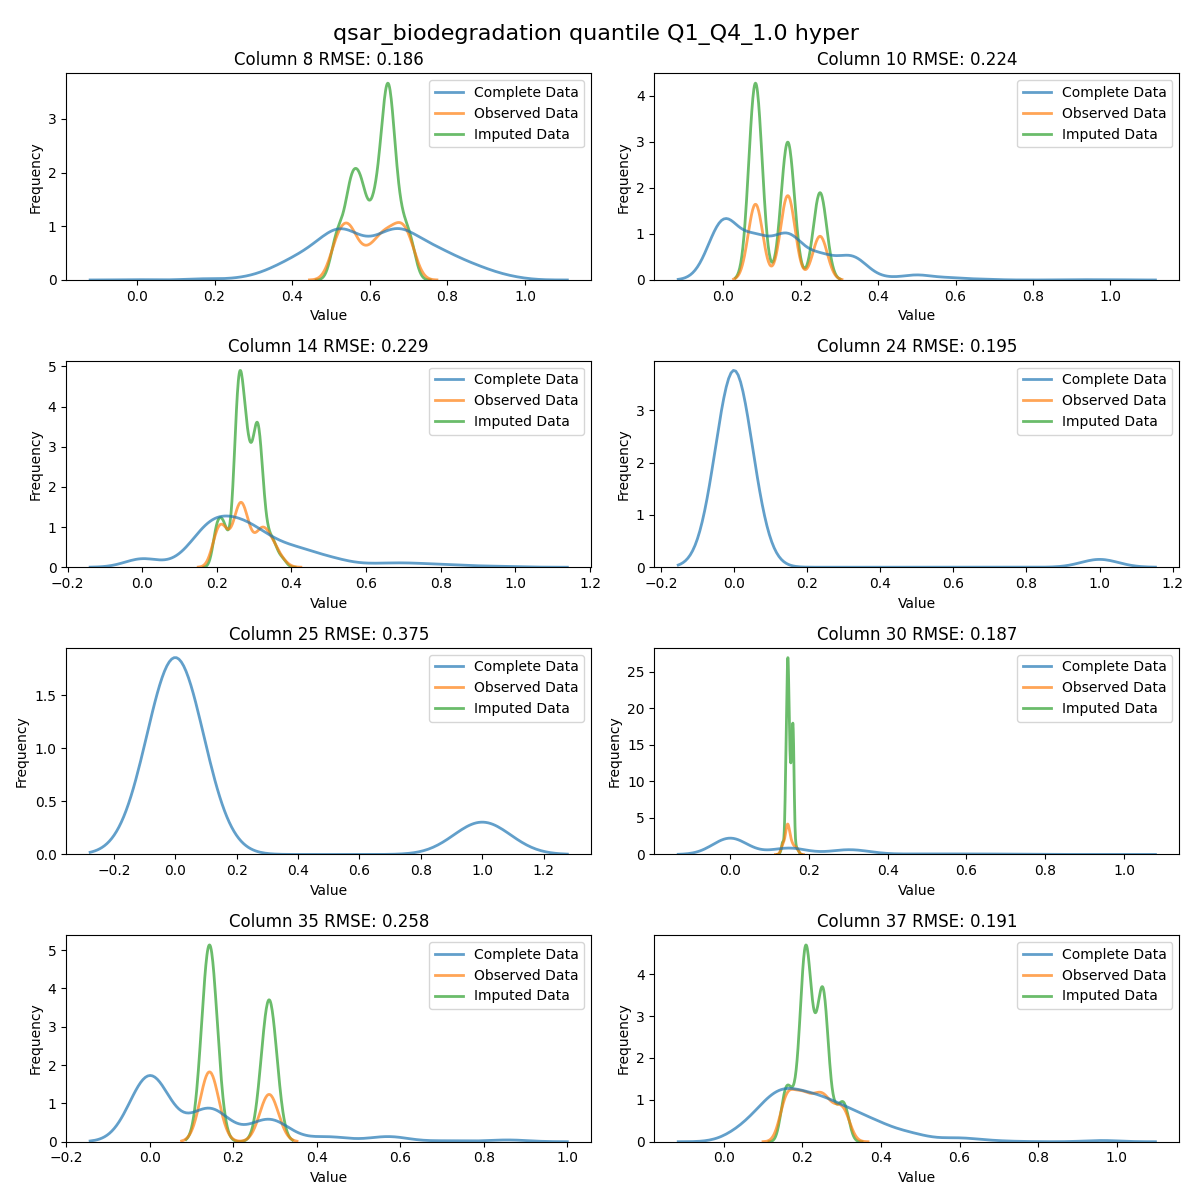 qsar_biodegradation quantile Q1_Q4_1.0 hyper
Column 8 RMSE: 0.186
Frequency
3
2
1
0
0.0 0.2 0.4 0.6 0.8 1.0
Value
Complete Data
Observed Data
Imputed Data
Column 10 RMSE: 0.224
Frequency
4
3
2
1
0
0.0 0.2 0.4 0.6 0.8 1.0
Value
Complete Data
Observed Data
Imputed Data
Column 14 RMSE: 0.229
Frequency
5
4
3
2
1
0
−0.2 0.0 0.2 0.4 0.6 0.8 1.0 1.2
Value
Complete Data
Observed Data
Imputed Data
Column 24 RMSE: 0.195
Frequency
3
2
1
0
−0.2 0.0 0.2 0.4 0.6 0.8 1.0 1.2
Value
Complete Data
Observed Data
Imputed Data
Column 25 RMSE: 0.375
Frequency
1.5
1.0
0.5
0.0
−0.2 0.0 0.2 0.4 0.6 0.8 1.0 1.2
Value
Complete Data
Observed Data
Imputed Data
Column 30 RMSE: 0.187
Frequency
25
20
15
10
5
0
0.0 0.2 0.4 0.6 0.8 1.0
Value
Complete Data
Observed Data
Imputed Data
Column 35 RMSE: 0.258
Frequency
5
4
3
2
1
0
−0.2 0.0 0.2 0.4 0.6 0.8 1.0
Value
Complete Data
Observed Data
Imputed Data
Column 37 RMSE: 0.191
Frequency
4
3
2
1
0
0.0 0.2 0.4 0.6 0.8 1.0
Value
Complete Data
Observed Data
Imputed Data